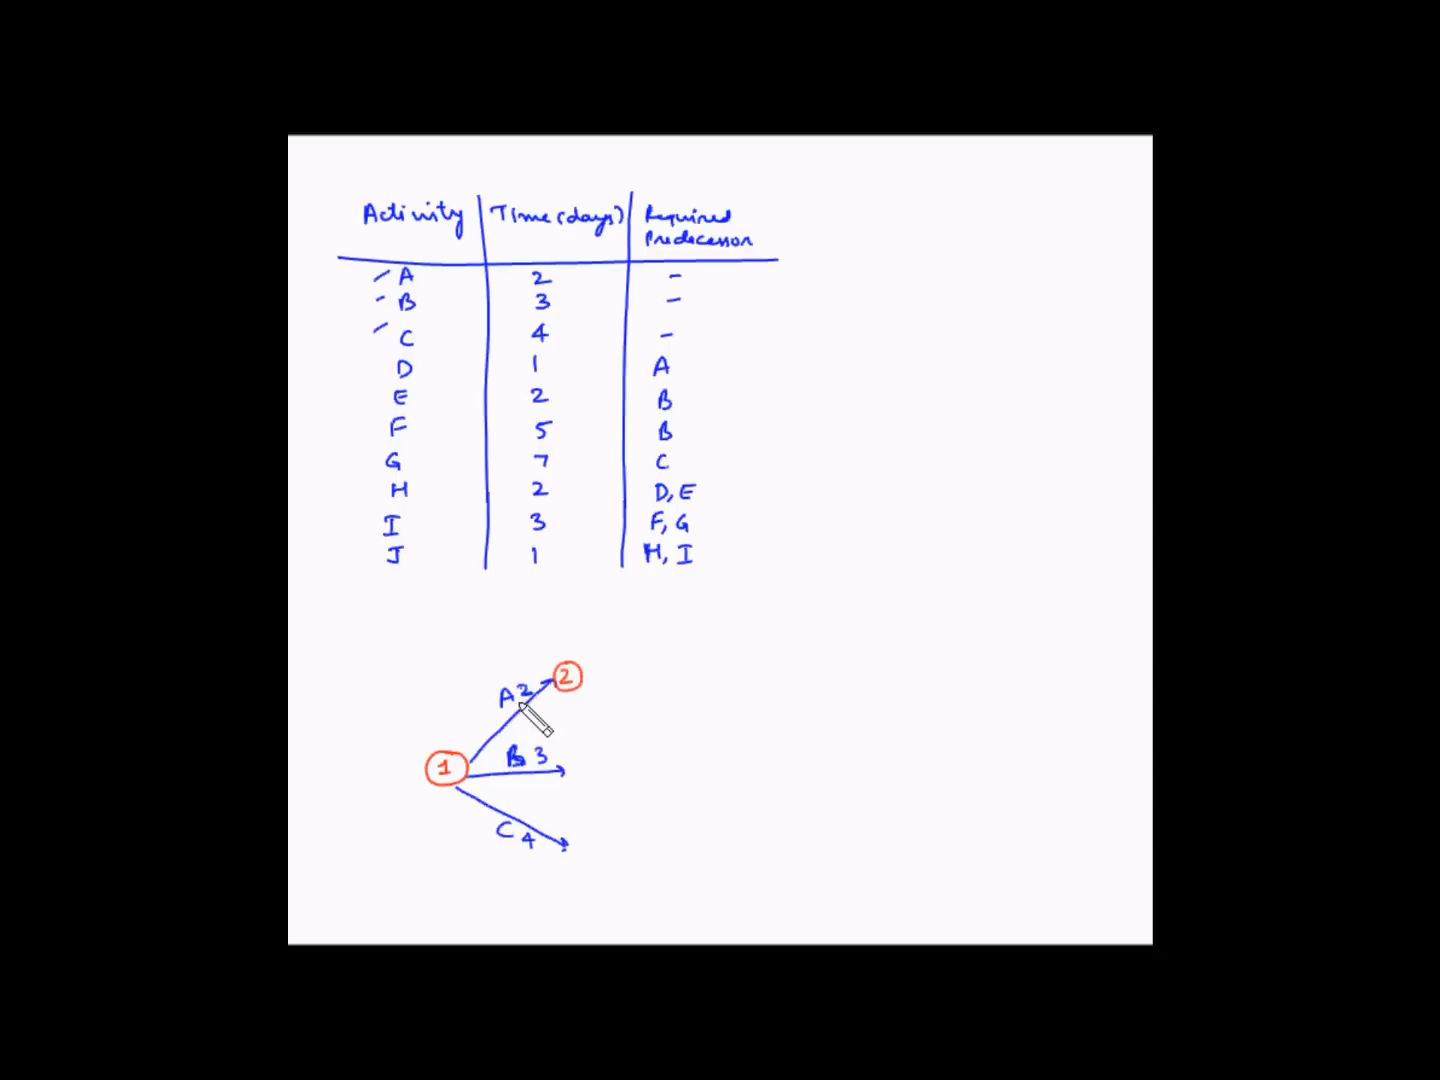 Activity Time (days) Required Predecessor
A 2 -
B 3 -
C 4 -
D 1 A
E 2 B
F 5 B
G 7 C
H 2 D, E
I 3 F, G
J 1 H, I
2
A 2
1
B 3
C 4